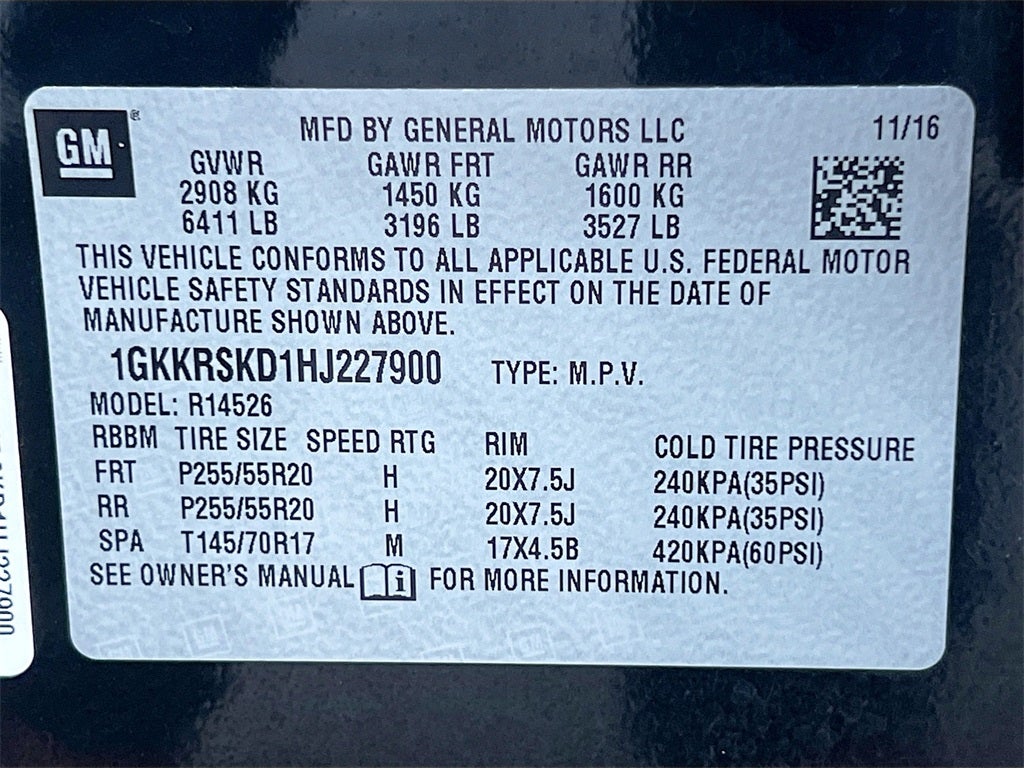 GM ®
MFD BY GENERAL MOTORS LLC 11/16
GVWR GAWR FRT GAWR RR
2908 KG 1450 KG 1600 KG
6411 LB 3196 LB 3527 LB
THIS VEHICLE CONFORMS TO ALL APPLICABLE U.S. FEDERAL MOTOR
VEHICLE SAFETY STANDARDS IN EFFECT ON THE DATE OF
MANUFACTURE SHOWN ABOVE.
1GKKRSKD1HJ227900 TYPE: M.P.V.
MODEL: R14526
RBBM TIRE SIZE SPEED RTG RIM COLD TIRE PRESSURE
FRT P255/55R20 H 20X7.5J 240KPA(35PSI)
RR P255/55R20 H 20X7.5J 240KPA(35PSI)
SPA T145/70R17 M 17X4.5B 420KPA(60PSI)
SEE OWNER'S MANUAL i FOR MORE INFORMATION.